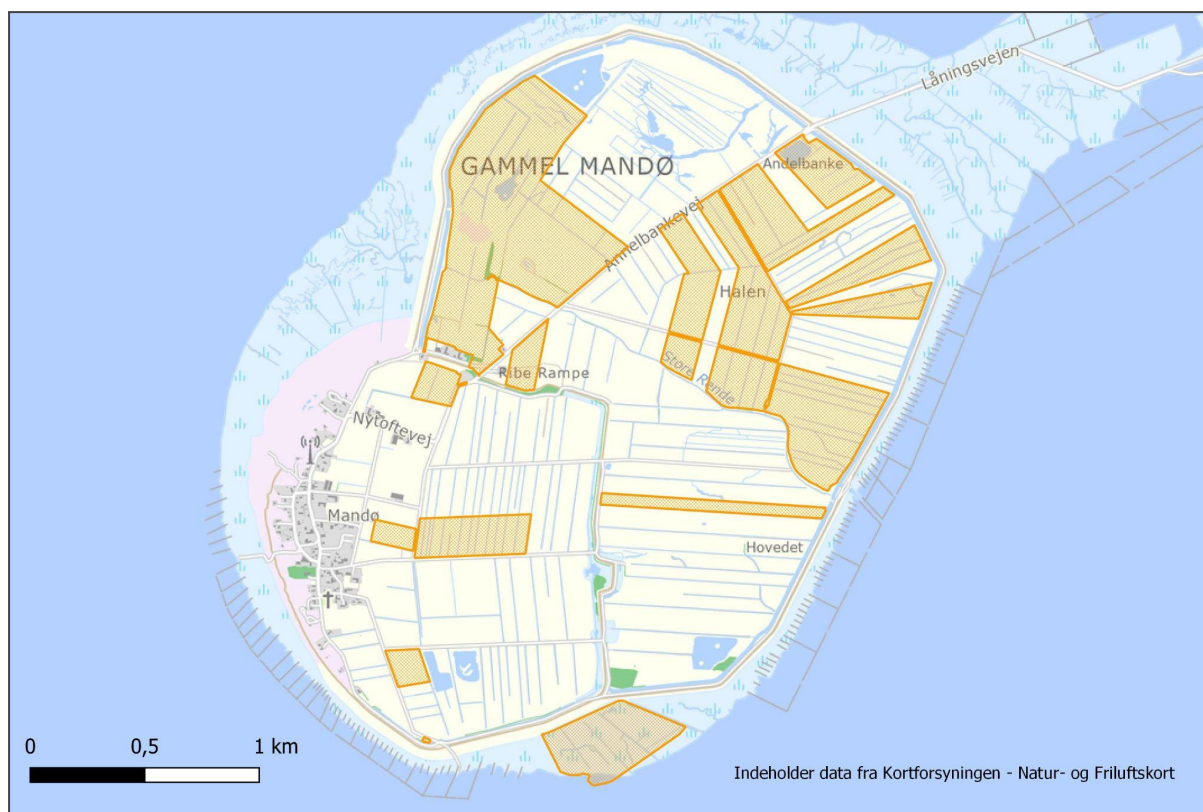 Låningsvejen
GAMMEL MANDØ
Andelbanke
Annelbankevej
Halen
Store Rende
Ribe Rampe
Nytoftevej
Mandø
Hovedet
0 0,5 1 km
Indeholder data fra Kortforsyningen - Natur- og Friluftskort